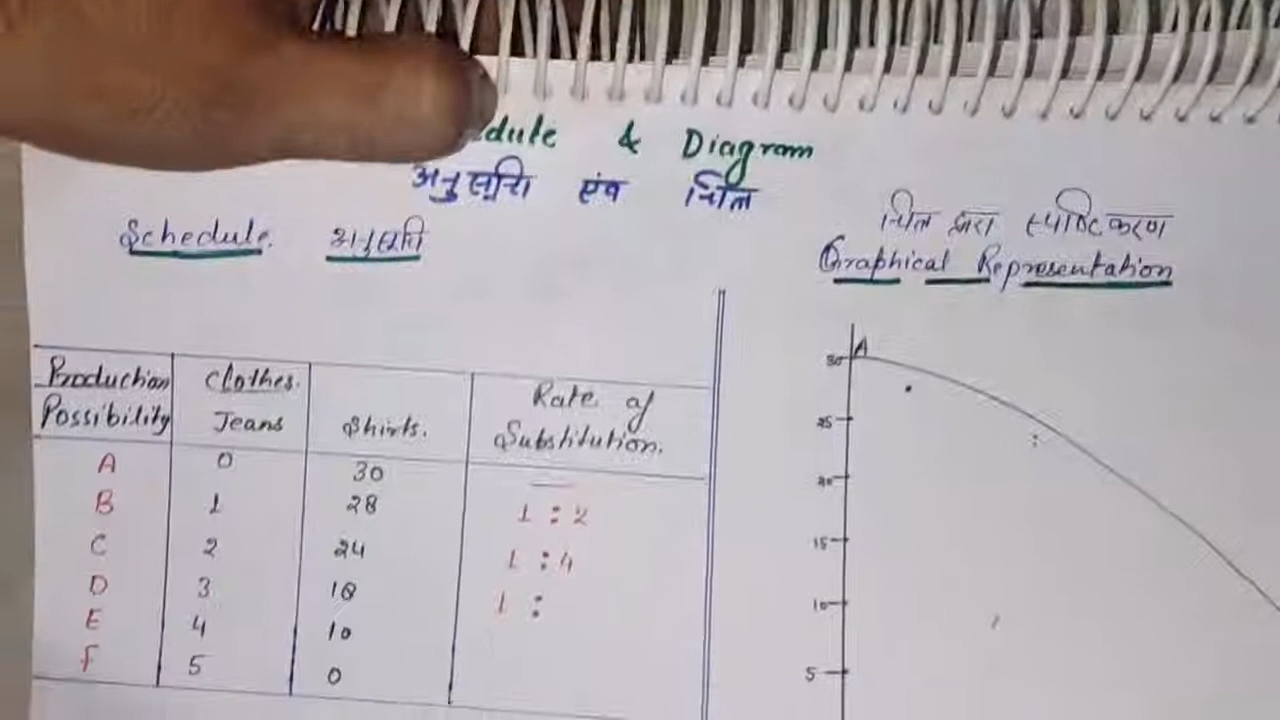 dule & Diagram
अनुसूचि एंव चित्र
Schedule. अनुसूचि
चित्र द्वारा स्पष्टिकरण
Graphical Representation
Production Possibility Clothes. Jeans Shirts. Rate of Substitution.
A 0 30 —
B 1 28 1 : 2
C 2 24 1 : 4
D 3 18 1 :
E 4 10
F 5 0
A
30
25
20
15
10
5